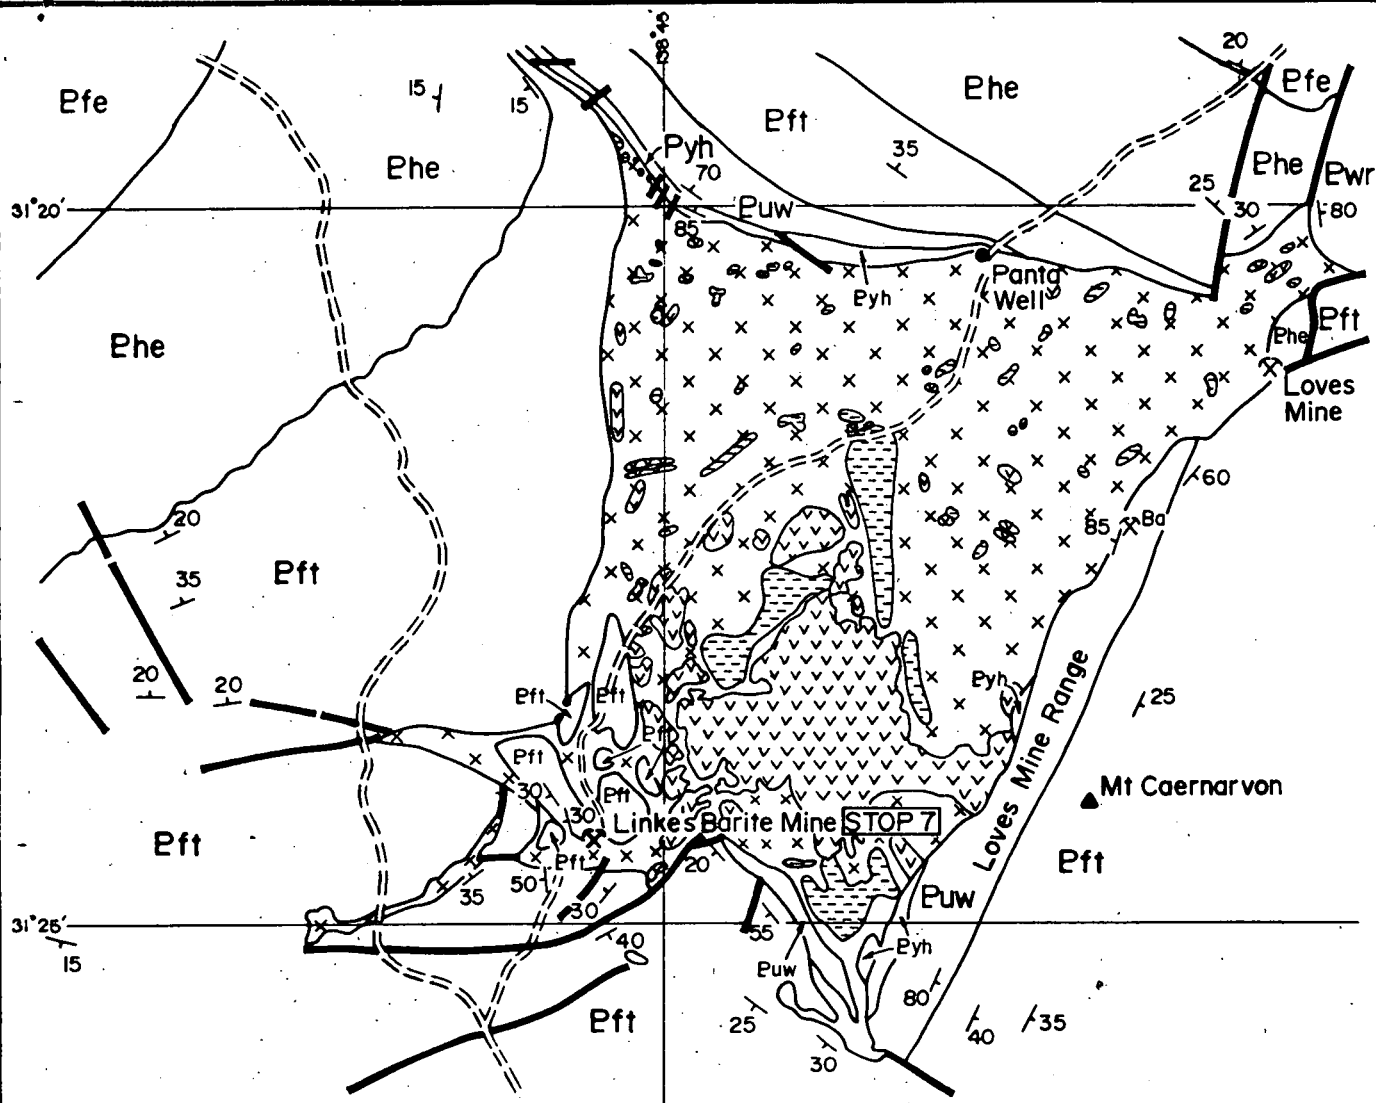 138°45'
20
Pfe
15
15
Phe
Pft
Pfe
Phe
35
Pyh
70
Phe
Pwr
25
30
80
31°20'
Puw
85
Panta
Well
Pyh
Phe
Pft
Phe
Loves
Mine
60
85
Ba
20
35
Pft
20
20
Pft
Pft
Pyh
25
Pft
Pft
30
Pft
30
Mt Caernarvon
Linkes Barite Mine
STOP 7
Loves Mine Range
Pft
Pft
Pft
20
35
50
30
Puw
31°25'
40
55
Pyh
15
Puw
80
25
40
35
Pft
30